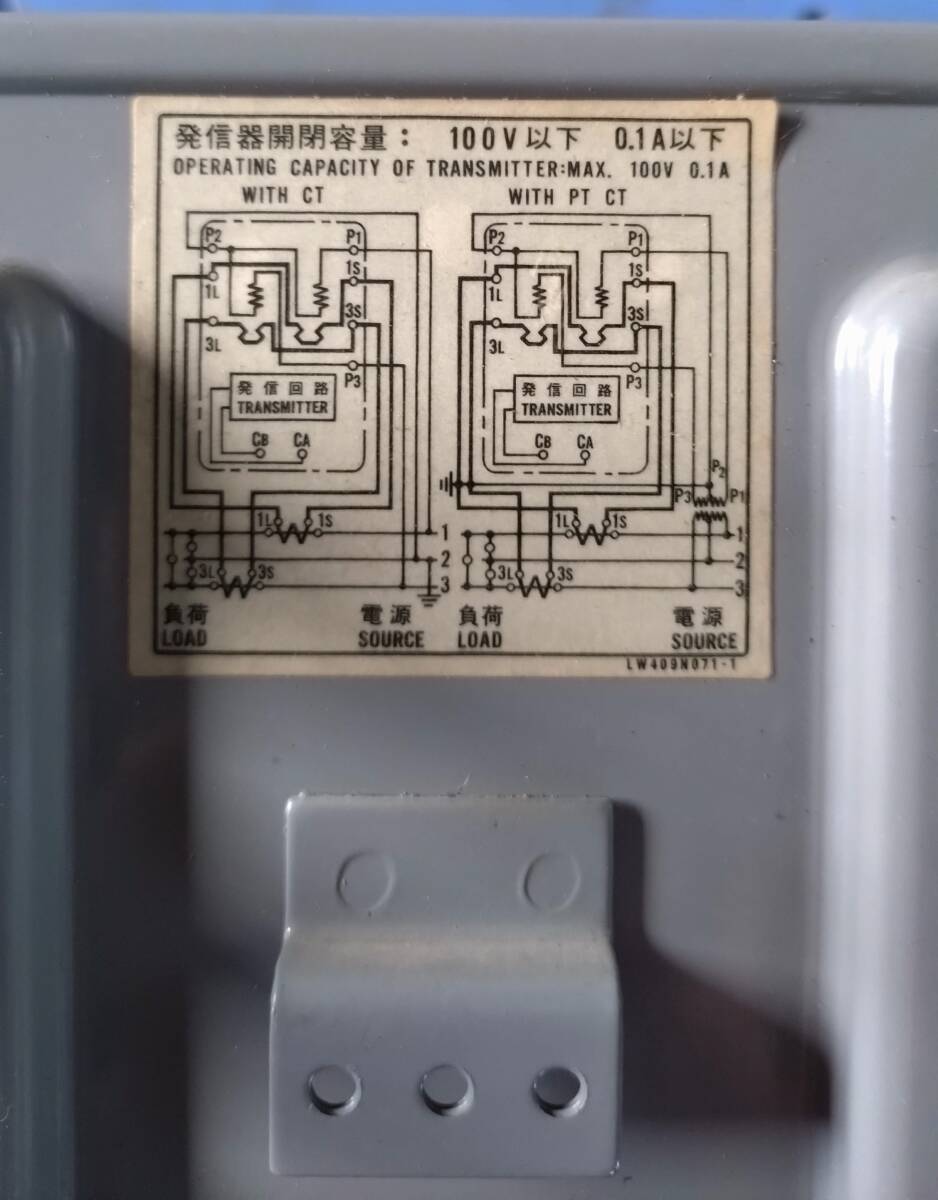 発信器開閉容量： 100V以下 0.1A以下
OPERATING CAPACITY OF TRANSMITTER:MAX. 100V 0.1A
WITH CT
P2 P1
1S
1L
3S
3L
P3
発信回路
TRANSMITTER
CB CA
1L 1S
1
2
3L 3S
3
負荷 電源
LOAD SOURCE
WITH PT CT
P2 P1
1S
1L
3S
3L
P3
発信回路
TRANSMITTER
CB CA
P2
P3 P1
1L 1S
1
2
3L 3S
3
負荷 電源
LOAD SOURCE
LW409N071-1